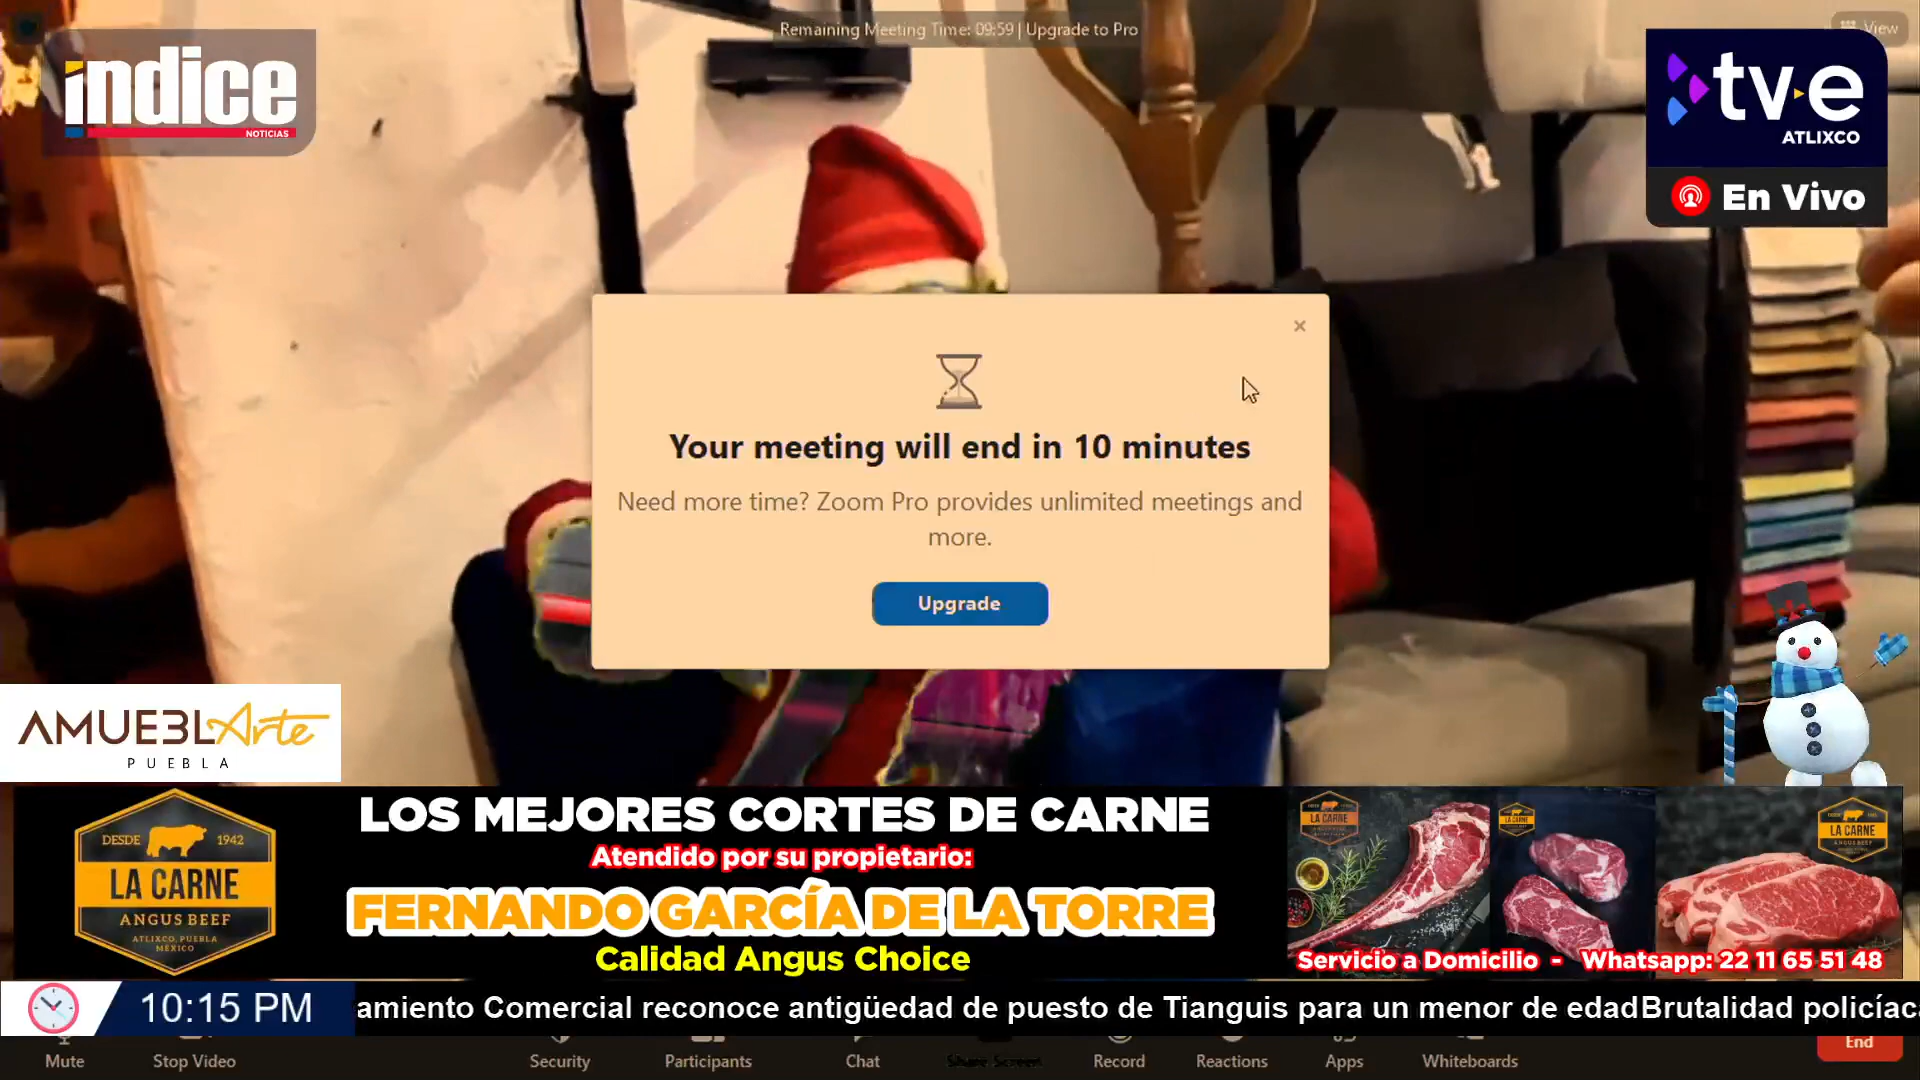 Remaining Meeting Time: 09:59 | Upgrade to Pro
View
índice
NOTICIAS
tv e
ATLIXCO
En Vivo
Your meeting will end in 10 minutes
Need more time? Zoom Pro provides unlimited meetings and
more.
Upgrade
AMUEBLArte
PUEBLA
DESDE 1942
LA CARNE
ANGUS BEEF
ATLIXCO, PUEBLA
MÉXICO
LOS MEJORES CORTES DE CARNE
Atendido por su propietario:
FERNANDO GARCÍA DE LA TORRE
Calidad Angus Choice
LA CARNE
LA CARNE
Servicio a Domicilio - Whatsapp: 22 11 65 51 48
10:15 PM
amiento Comercial reconoce antigüedad de puesto de Tianguis para un menor de edadBrutalidad policíac
Mute
Stop Video
Security
Participants
Chat
Share Screen
Record
Reactions
Apps
Whiteboards
End